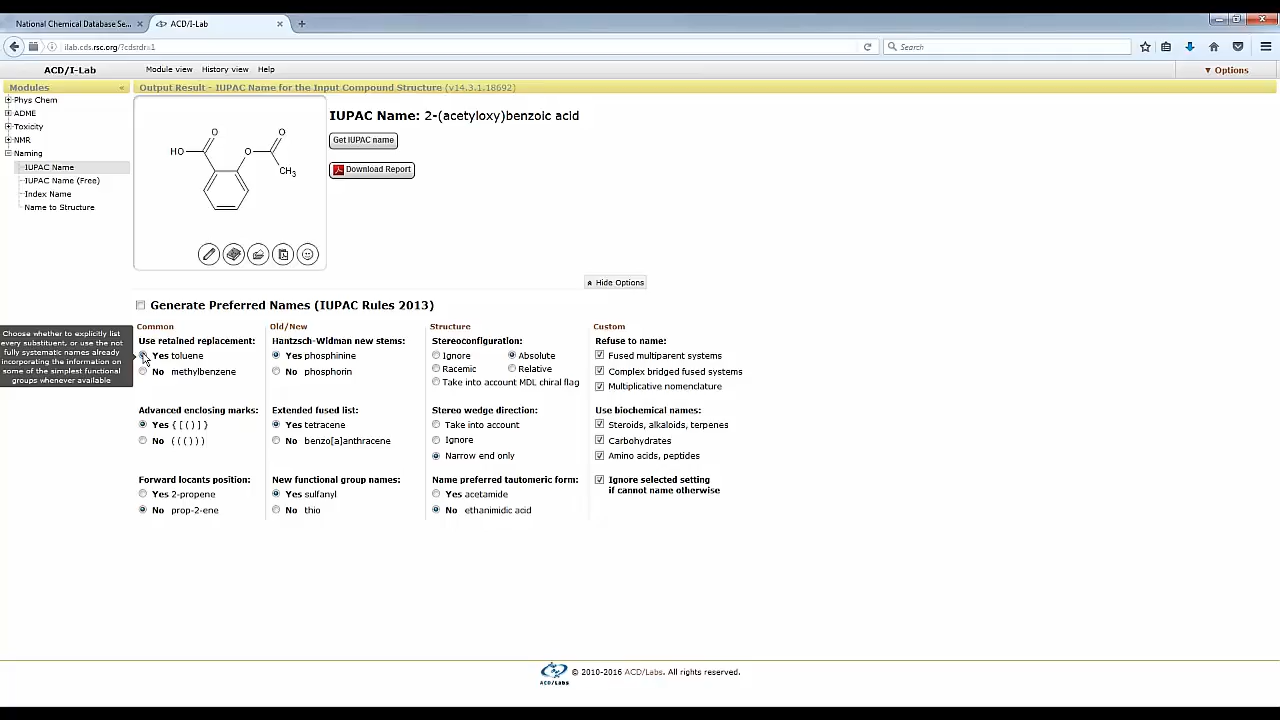 National Chemical Database Se...
ACD/I-Lab
ilab.cds.rsc.org/?cdsrdr=1
Search
ACD/I-Lab
Module view
History view
Help
▼ Options
Modules
«
Output Result - IUPAC Name for the Input Compound Structure (v14.3.1.18692)
Phys Chem
ADME
Toxicity
NMR
Naming
IUPAC Name
IUPAC Name (Free)
Index Name
Name to Structure
O
O
HO
O
CH3
IUPAC Name: 2-(acetyloxy)benzoic acid
Get IUPAC name
Download Report
Hide Options
Generate Preferred Names (IUPAC Rules 2013)
Choose whether to explicitly list
every substituent, or use the not
fully systematic names already
incorporating the information on
some of the simplest functional
groups whenever available
Common
Use retained replacement:
Yes toluene
No methylbenzene
Advanced enclosing marks:
Yes { [ ( ) ] }
No ( ( ( ) ) )
Forward locants position:
Yes 2-propene
No prop-2-ene
Old/New
Hantzsch-Widman new stems:
Yes phosphinine
No phosphorin
Extended fused list:
Yes tetracene
No benzo[a]anthracene
New functional group names:
Yes sulfanyl
No thio
Structure
Stereoconfiguration:
Ignore Absolute
Racemic Relative
Take into account MDL chiral flag
Stereo wedge direction:
Take into account
Ignore
Narrow end only
Name preferred tautomeric form:
Yes acetamide
No ethanimidic acid
Custom
Refuse to name:
Fused multiparent systems
Complex bridged fused systems
Multiplicative nomenclature
Use biochemical names:
Steroids, alkaloids, terpenes
Carbohydrates
Amino acids, peptides
Ignore selected setting
if cannot name otherwise
ACD/LABS
© 2010-2016 ACD/Labs. All rights reserved.